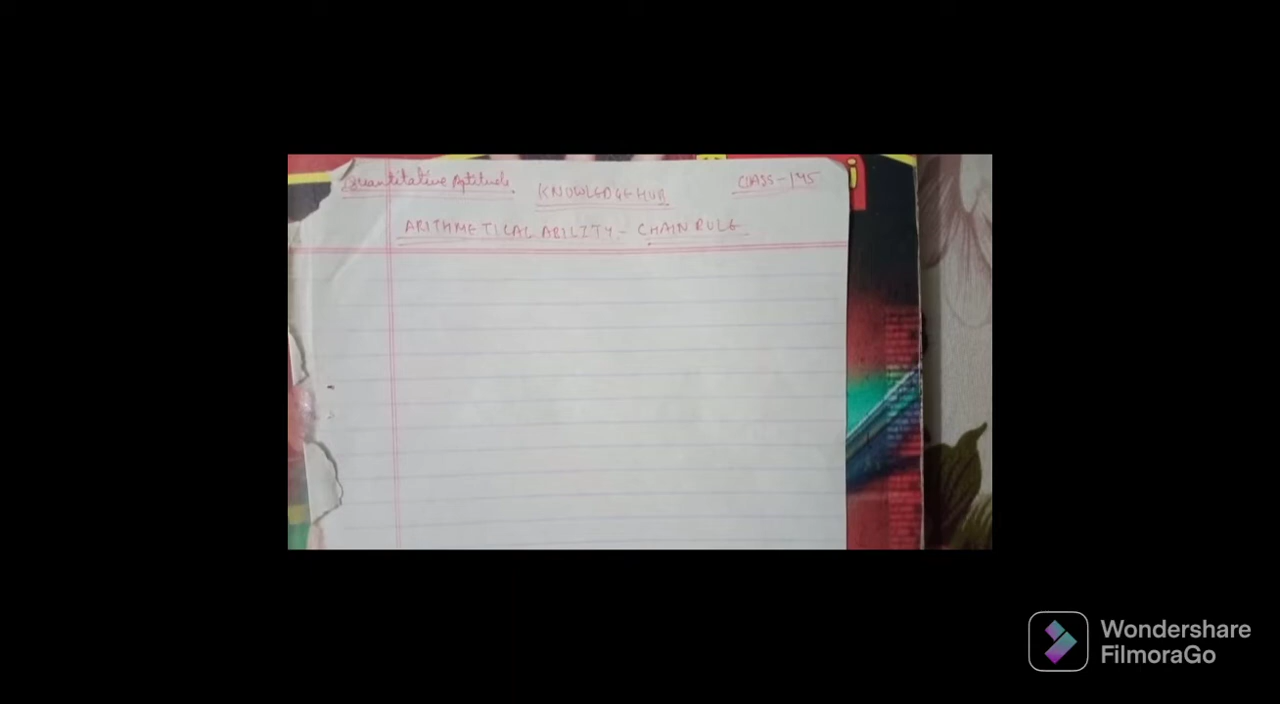 Quantitative Aptitude
KNOWLEDGE HUB
CLASS-145
ARITHMETICAL ABILITY - CHAIN RULE
Wondershare
FilmoraGo